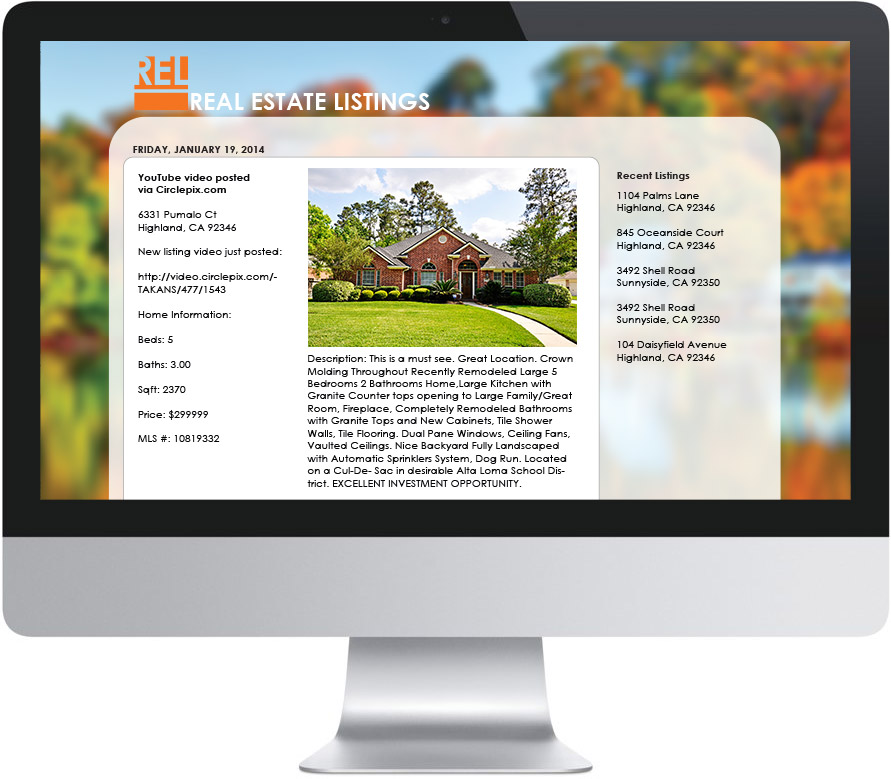 REL
REAL ESTATE LISTINGS
FRIDAY, JANUARY 19, 2014
YouTube video posted
via Circlepix.com
6331 Pumalo Ct
Highland, CA 92346
New listing video just posted:
http://video.circlepix.com/-
TAKANS/477/1543
Home Information:
Beds: 5
Baths: 3.00
Sqft: 2370
Price: $299999
MLS #: 10819332
Description: This is a must see. Great Location. Crown
Molding Throughout Recently Remodeled Large 5
Bedrooms 2 Bathrooms Home,Large Kitchen with
Granite Counter tops opening to Large Family/Great
Room, Fireplace, Completely Remodeled Bathrooms
with Granite Tops and New Cabinets, Tile Shower
Walls, Tile Flooring. Dual Pane Windows, Ceiling Fans,
Vaulted Ceilings. Nice Backyard Fully Landscaped
with Automatic Sprinklers System, Dog Run. Located
on a Cul-De- Sac in desirable Alta Loma School Dis-
trict. EXCELLENT INVESTMENT OPPORTUNITY.
Recent Listings
1104 Palms Lane
Highland, CA 92346
845 Oceanside Court
Highland, CA 92346
3492 Shell Road
Sunnyside, CA 92350
3492 Shell Road
Sunnyside, CA 92350
104 Daisyfield Avenue
Highland, CA 92346